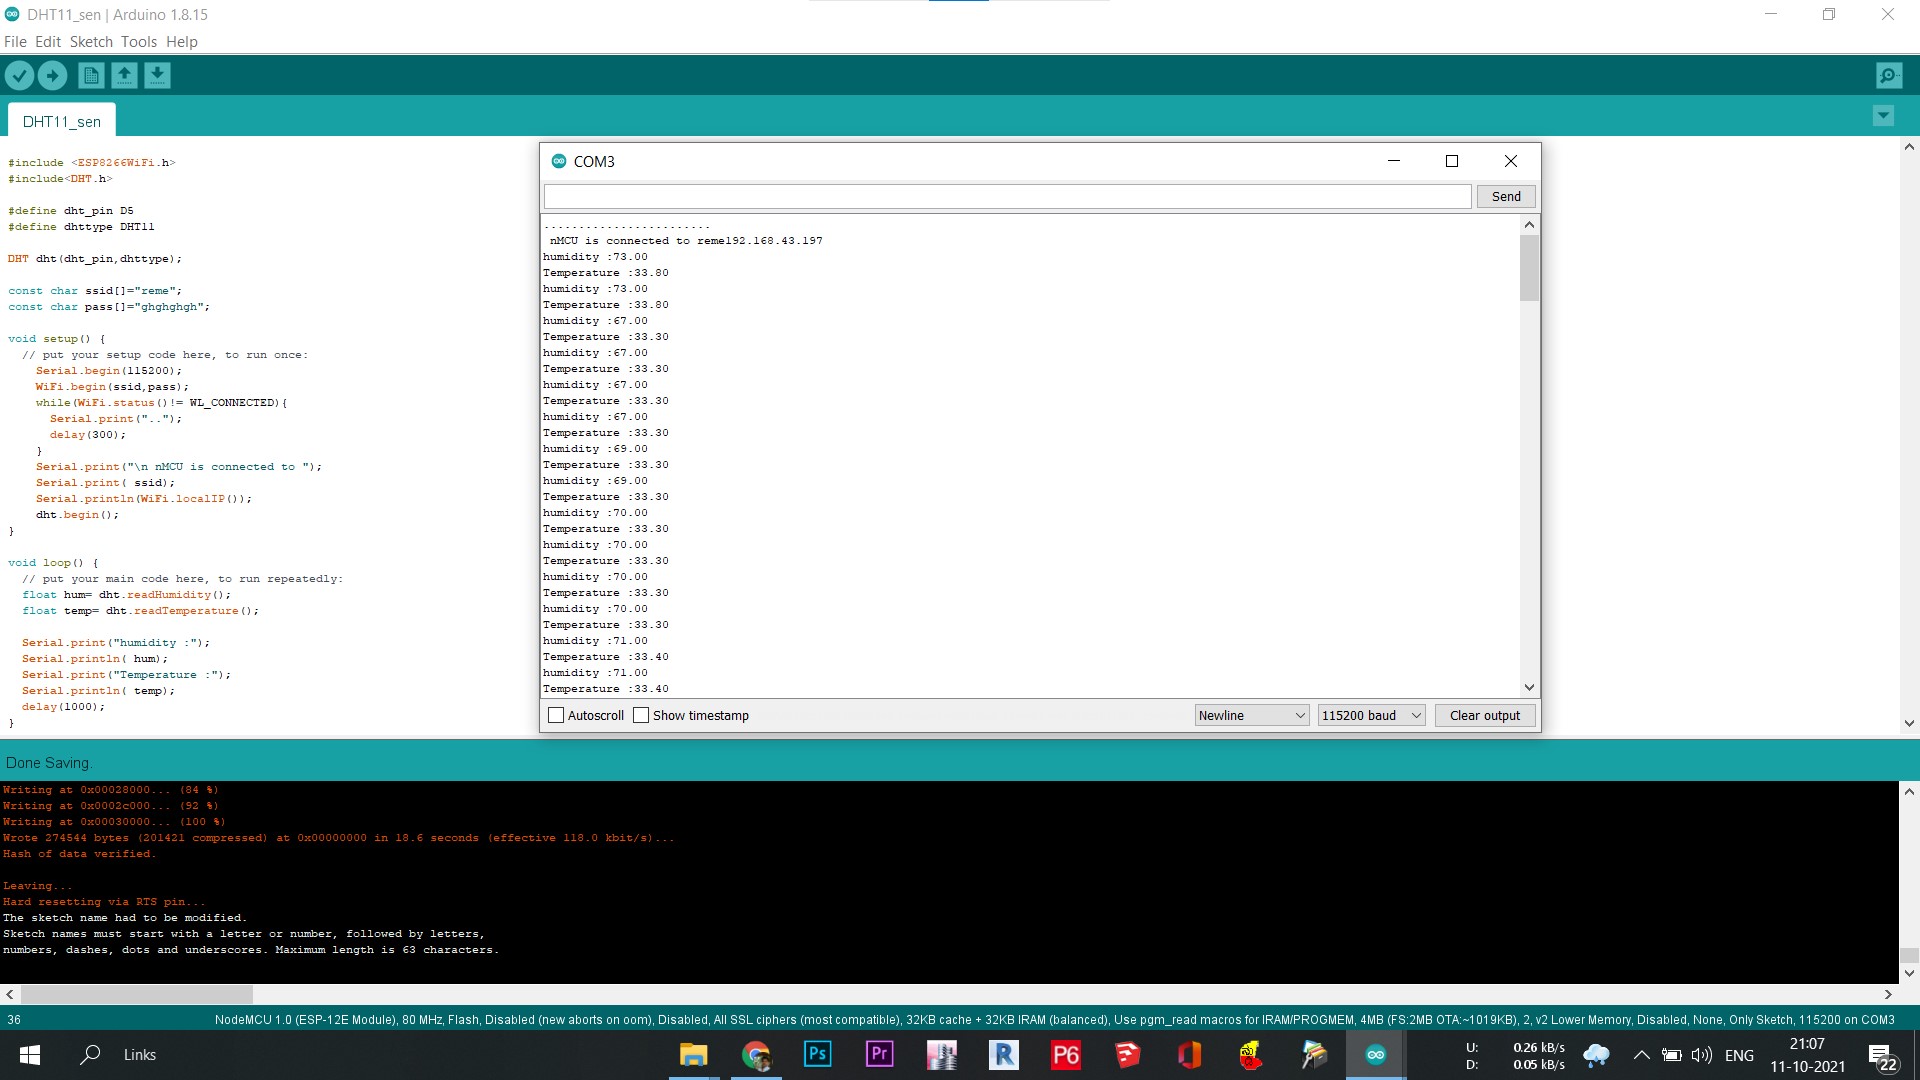 DHT11_sen | Arduino 1.8.15
File Edit Sketch Tools Help
DHT11_sen
#include <ESP8266WiFi.h>
#include<DHT.h>
#define dht_pin D5
#define dhttype DHT11
DHT dht(dht_pin,dhttype);
const char ssid[]="reme";
const char pass[]="ghghghgh";
void setup() {
// put your setup code here, to run once:
Serial.begin(115200);
WiFi.begin(ssid,pass);
while(WiFi.status()!= WL_CONNECTED){
Serial.print("..");
delay(300);
}
Serial.print("\n nMCU is connected to ");
Serial.print( ssid);
Serial.println(WiFi.localIP());
dht.begin();
}
void loop() {
// put your main code here, to run repeatedly:
float hum= dht.readHumidity();
float temp= dht.readTemperature();
Serial.print("humidity :");
Serial.println( hum);
Serial.print("Temperature :");
Serial.println( temp);
delay(1000);
}
COM3
Send
........................
nMCU is connected to reme192.168.43.197
humidity :73.00
Temperature :33.80
humidity :73.00
Temperature :33.80
humidity :67.00
Temperature :33.30
humidity :67.00
Temperature :33.30
humidity :67.00
Temperature :33.30
humidity :67.00
Temperature :33.30
humidity :69.00
Temperature :33.30
humidity :69.00
Temperature :33.30
humidity :70.00
Temperature :33.30
humidity :70.00
Temperature :33.30
humidity :70.00
Temperature :33.30
humidity :70.00
Temperature :33.30
humidity :71.00
Temperature :33.40
humidity :71.00
Temperature :33.40
Autoscroll Show timestamp Newline 115200 baud Clear output
Done Saving.
Writing at 0x00028000... (84 %)
Writing at 0x0002c000... (92 %)
Writing at 0x00030000... (100 %)
Wrote 274544 bytes (201421 compressed) at 0x00000000 in 18.6 seconds (effective 118.0 kbit/s)...
Hash of data verified.
Leaving...
Hard resetting via RTS pin...
The sketch name had to be modified.
Sketch names must start with a letter or number, followed by letters,
numbers, dashes, dots and underscores. Maximum length is 63 characters.
36 NodeMCU 1.0 (ESP-12E Module), 80 MHz, Flash, Disabled (new aborts on oom), Disabled, All SSL ciphers (most compatible), 32KB cache + 32KB IRAM (balanced), Use pgm_read macros for IRAM/PROGMEM, 4MB (FS:2MB OTA:~1019KB), 2, v2 Lower Memory, Disabled, None, Only Sketch, 115200 on COM3
Links
Ps Pr R P6
U: 0.26 kB/s
D: 0.05 kB/s
ENG
21:07
11-10-2021
22